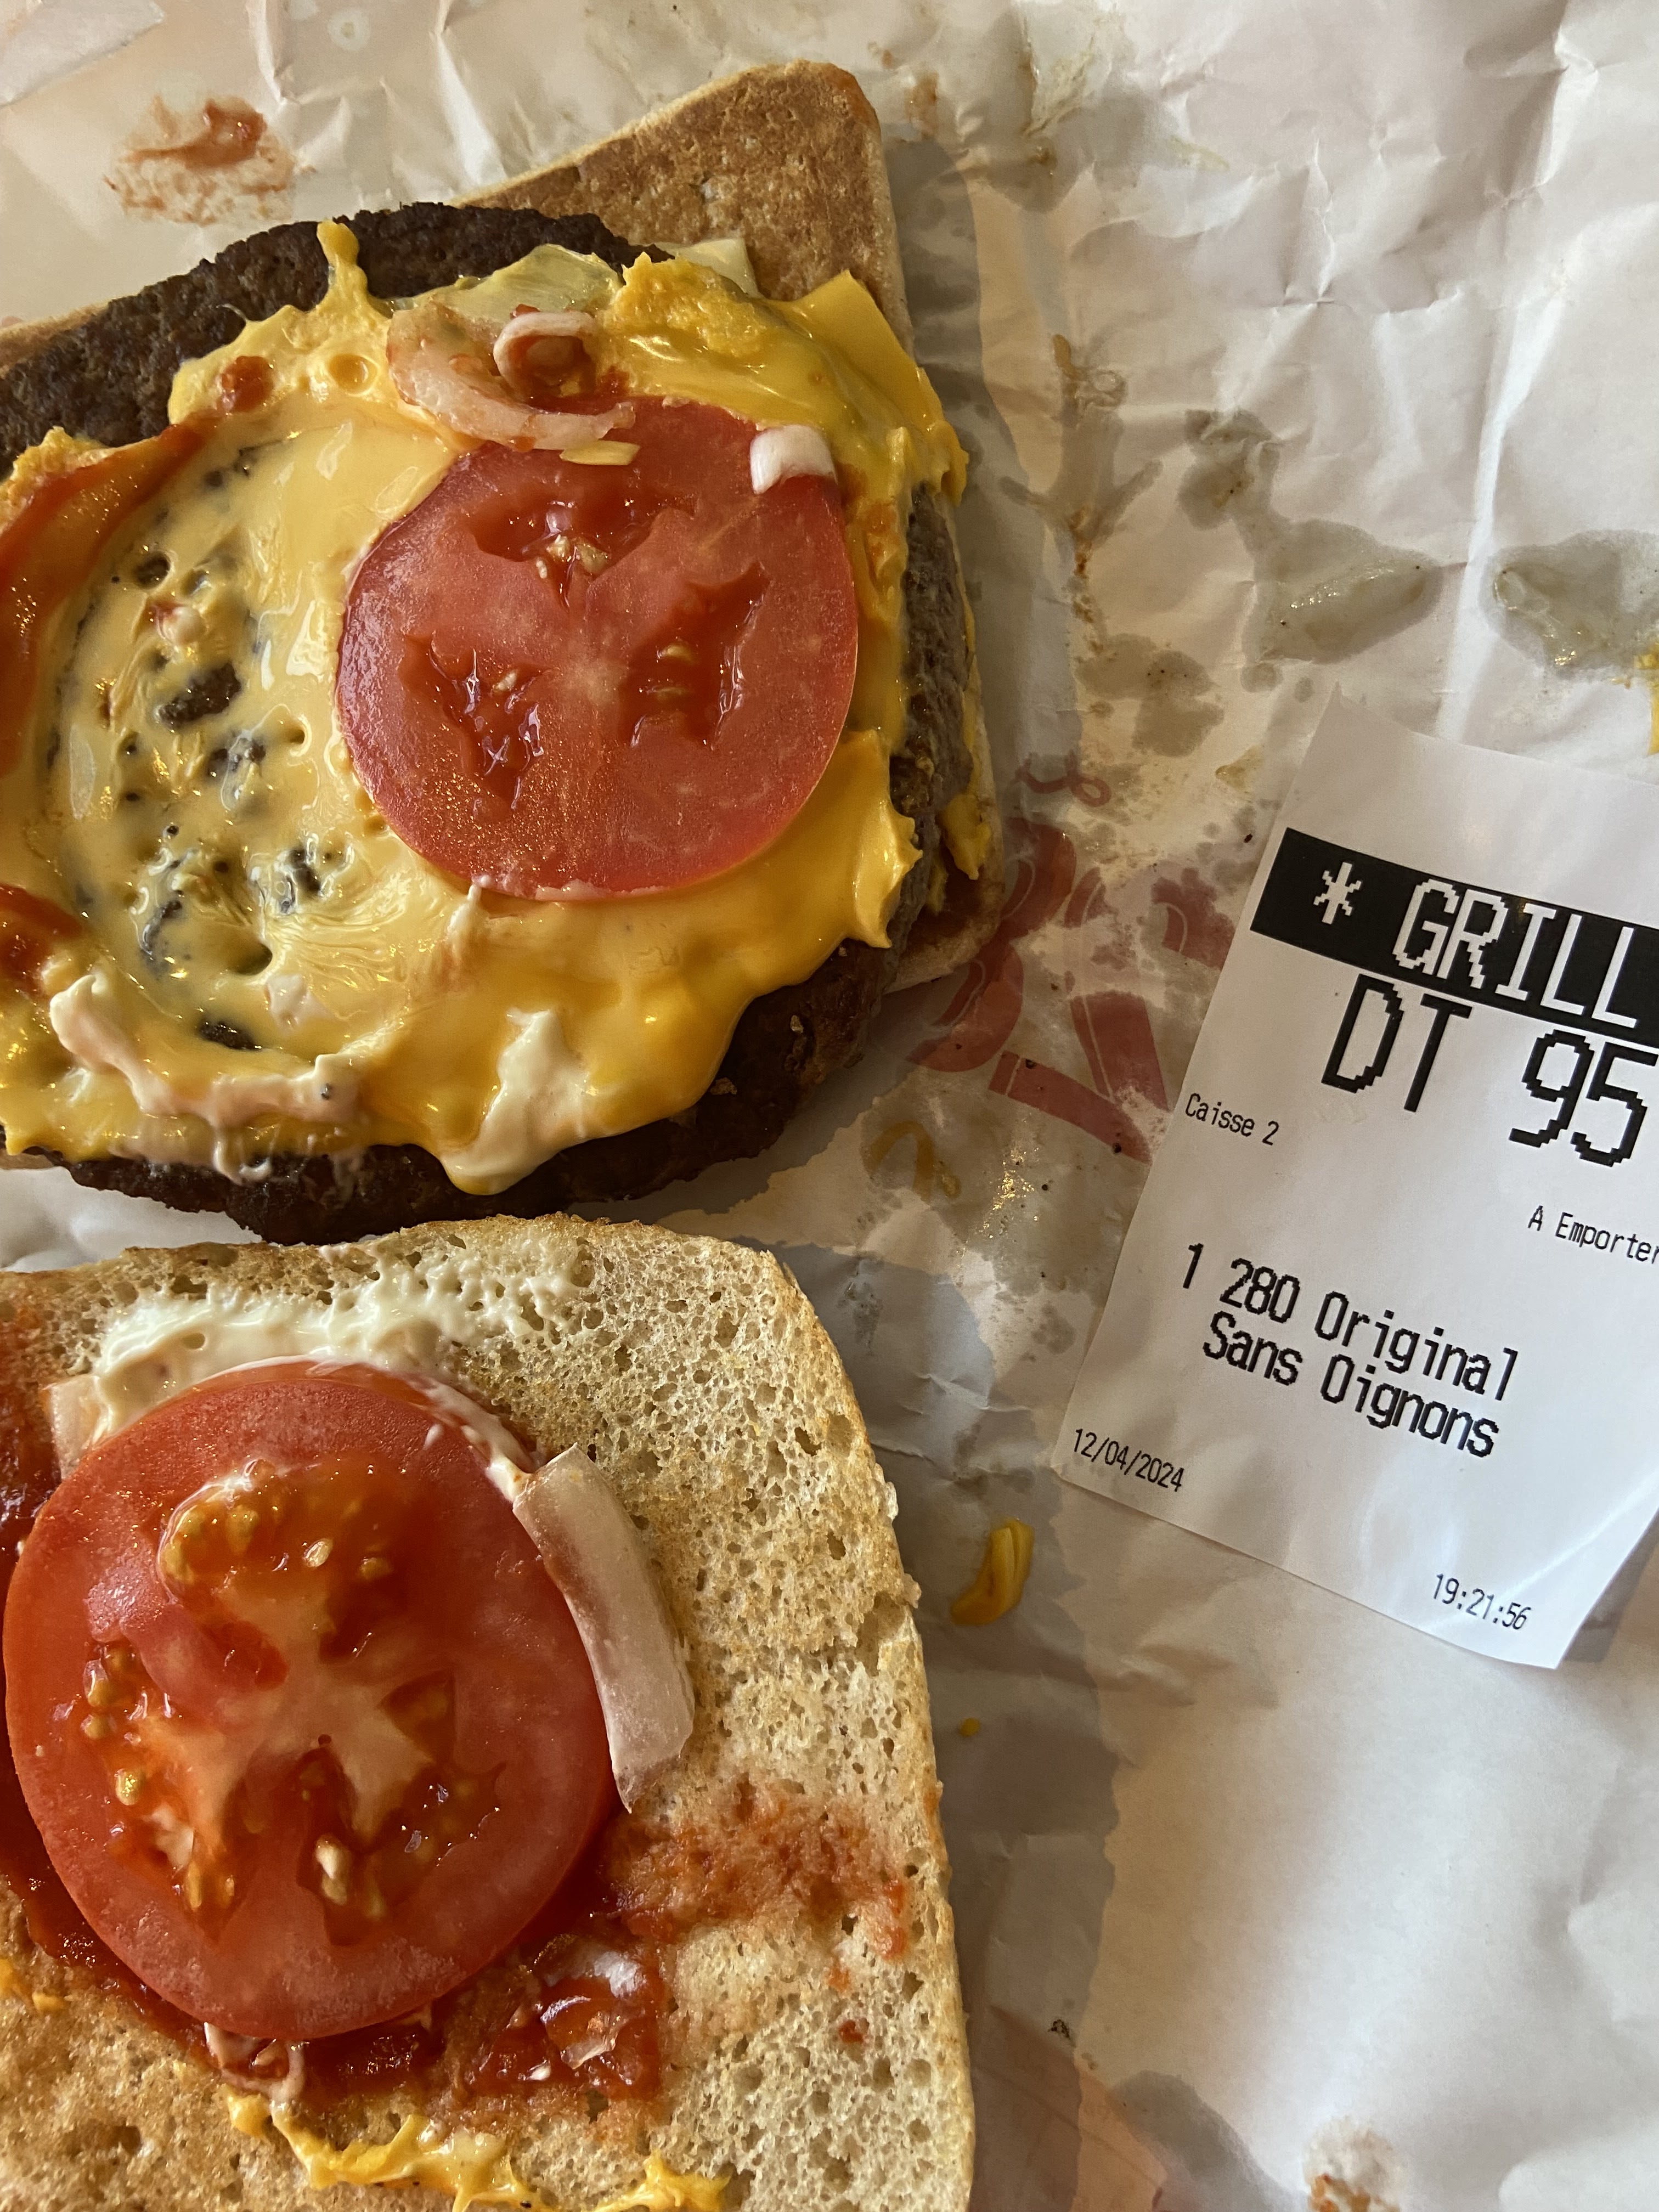 * GRILL
DT 95
Caisse 2
A Emporter
1 280 Original
Sans Oignons
12/04/2024
19:21:56